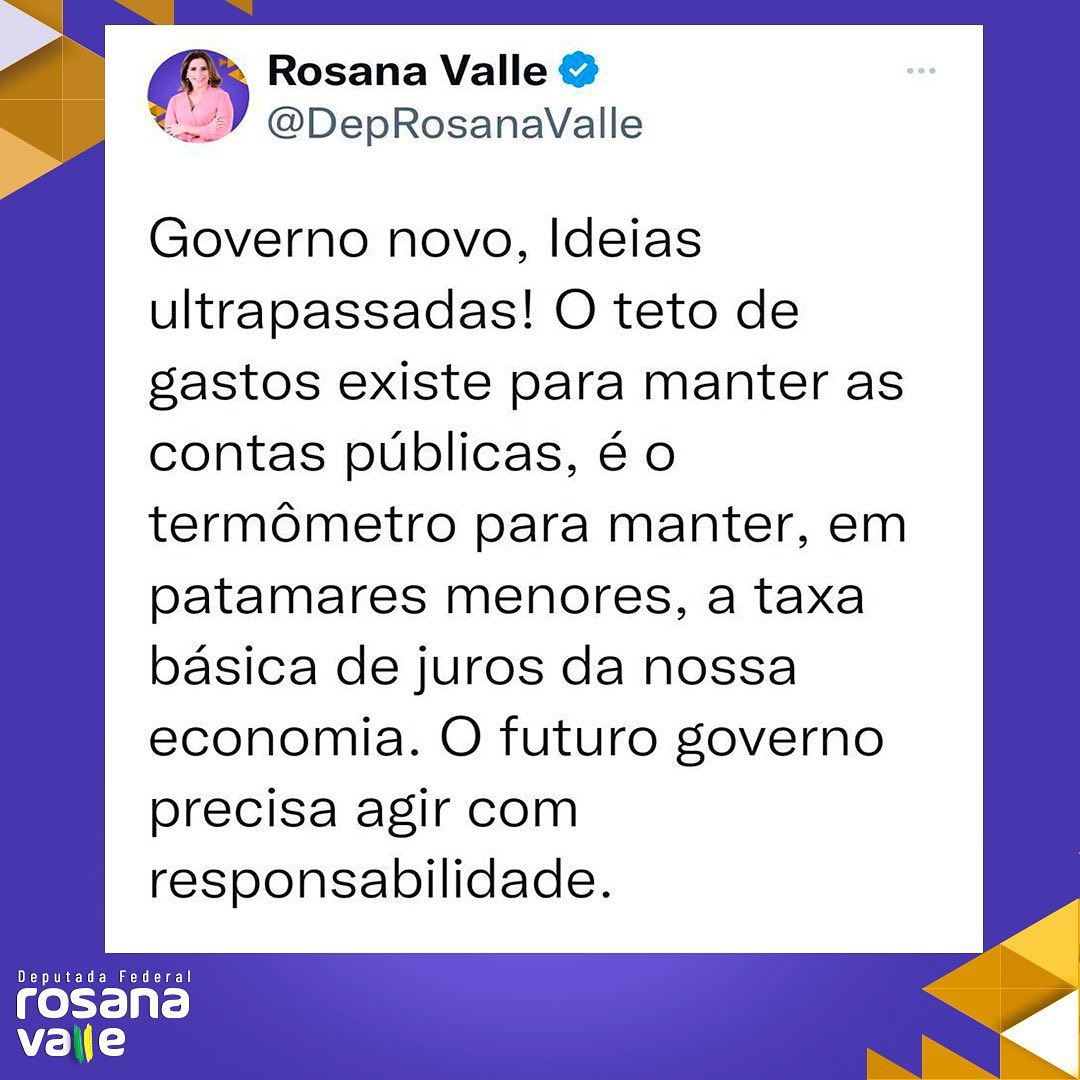 Rosana Valle
@DepRosanaValle
Governo novo, Ideias
ultrapassadas! O teto de
gastos existe para manter as
contas públicas, é o
termômetro para manter, em
patamares menores, a taxa
básica de juros da nossa
economia. O futuro governo
precisa agir com
responsabilidade.
Deputada Federal
rosana
valle